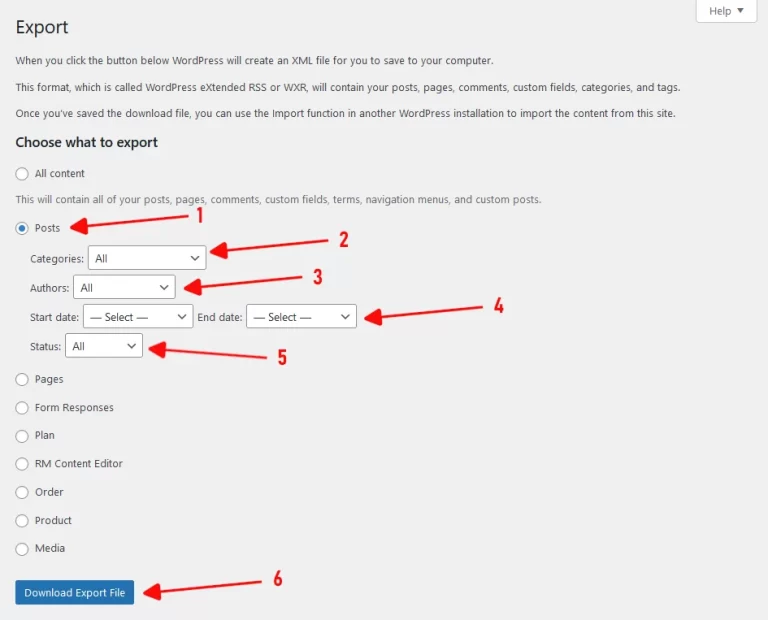 Help ▼
Export
When you click the button below WordPress will create an XML file for you to save to your computer.
This format, which is called WordPress eXtended RSS or WXR, will contain your posts, pages, comments, custom fields, categories, and tags.
Once you've saved the download file, you can use the Import function in another WordPress installation to import the content from this site.
Choose what to export
All content
This will contain all of your posts, pages, comments, custom fields, terms, navigation menus, and custom posts.
Posts 1
Categories: All 2
Authors: All 3
Start date: — Select — End date: — Select — 4
Status: All 5
Pages
Form Responses
Plan
RM Content Editor
Order
Product
Media
Download Export File 6